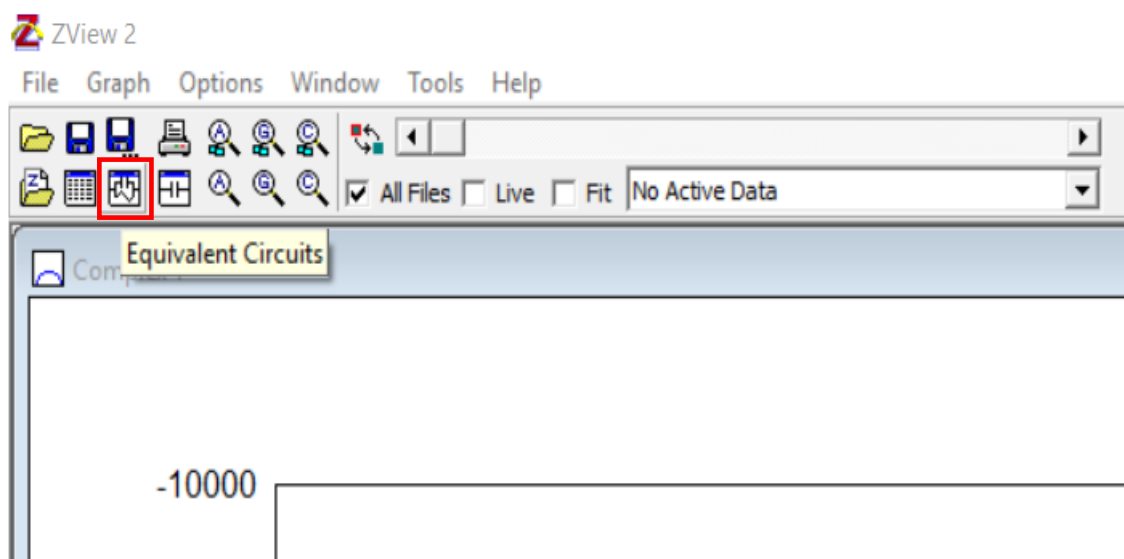 ZView 2
File Graph Options Window Tools Help
All Files Live Fit No Active Data
Equivalent Circuits
-10000